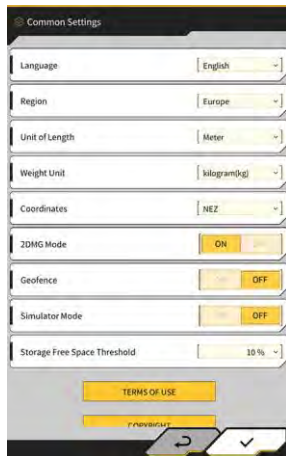 Common Settings
Language English
Region Europe
Unit of Length Meter
Weight Unit kilogram(kg)
Coordinates NEZ
2DMG Mode ON
Geofence OFF
Simulator Mode OFF
Storage Free Space Threshold 10 %
TERMS OF USE
COPYRIGHT